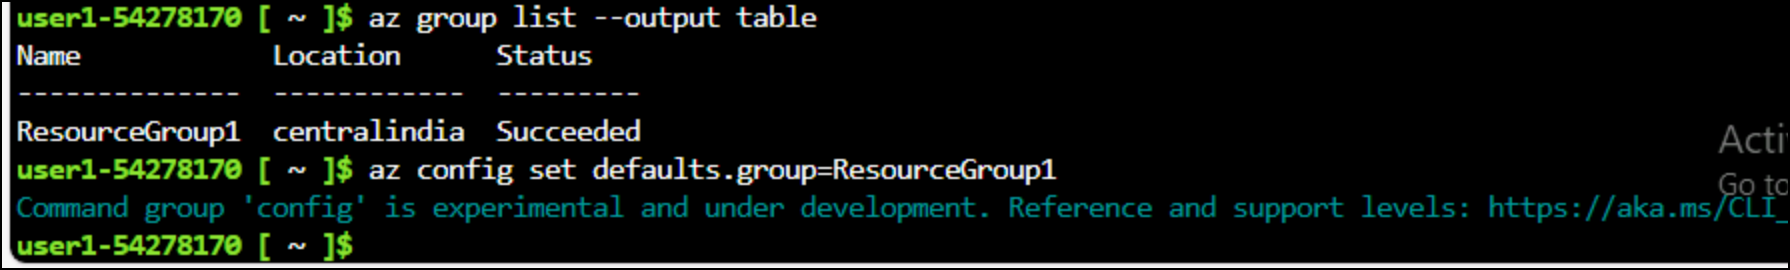 user1-54278170 [ ~ ]$ az group list --output table
Name            Location      Status
--------------  ------------  ---------
ResourceGroup1  centralindia  Succeeded
user1-54278170 [ ~ ]$ az config set defaults.group=ResourceGroup1
Command group 'config' is experimental and under development. Reference and support levels: https://aka.ms/CLI_
user1-54278170 [ ~ ]$
Acti
Go to